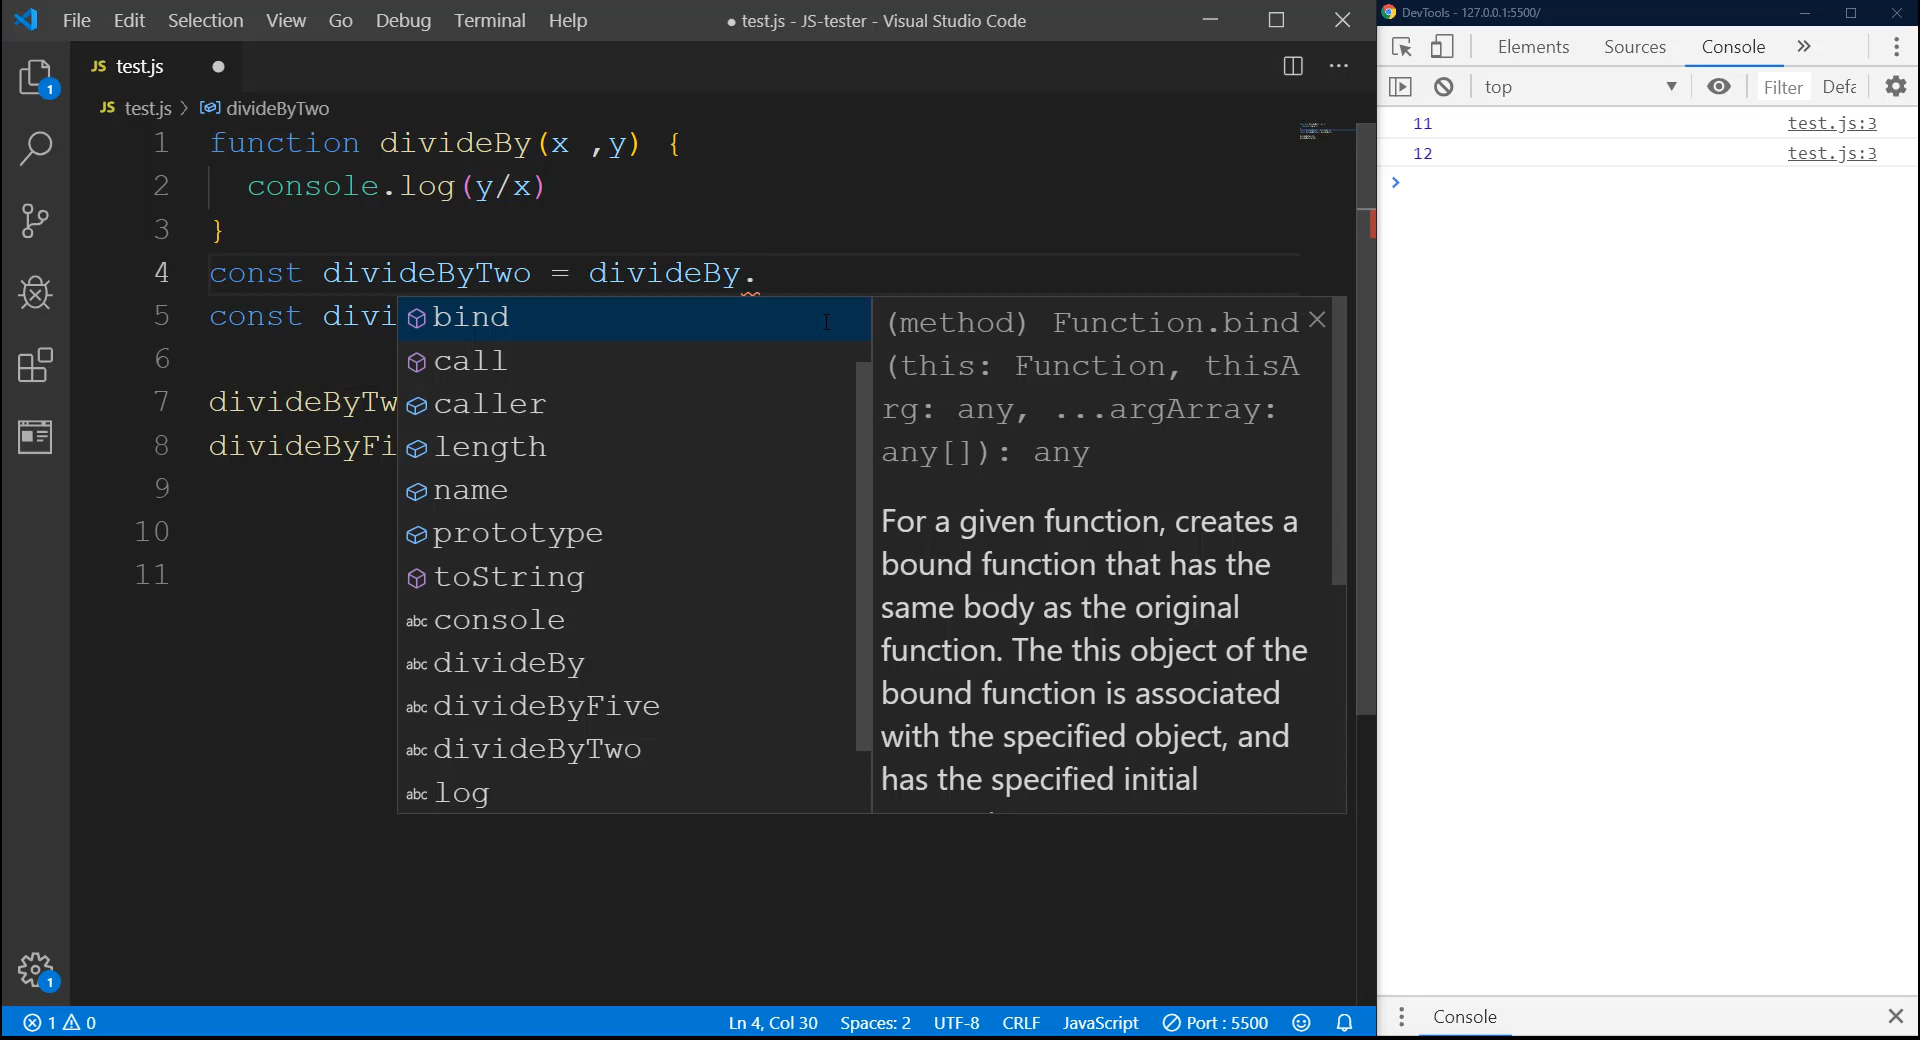 File Edit Selection View Go Debug Terminal Help ● test.js - JS-tester - Visual Studio Code
JS test.js
JS test.js > divideByTwo
1 function divideBy(x ,y) {
2 console.log(y/x)
3 }
4 const divideByTwo = divideBy.
5 const divi
6
7 divideByTw
8 divideByFi
9
10
11
bind
call
caller
length
name
prototype
toString
abc console
abc divideBy
abc divideByFive
abc divideByTwo
abc log
(method) Function.bind
(this: Function, thisA
rg: any, ...argArray:
any[]): any
For a given function, creates a
bound function that has the
same body as the original
function. The this object of the
bound function is associated
with the specified object, and
has the specified initial
1
1
1 0 Ln 4, Col 30 Spaces: 2 UTF-8 CRLF JavaScript Port : 5500
DevTools - 127.0.0.1:5500/
Elements Sources Console »
top Filter Defa
11 test.js:3
12 test.js:3
>
Console